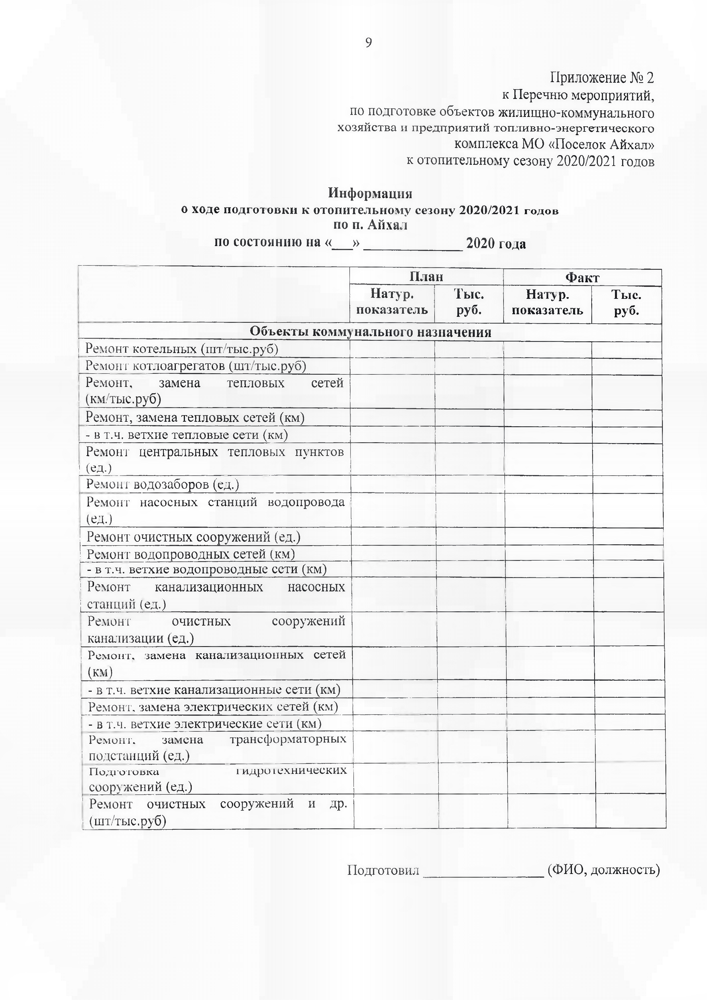 9
Приложение № 2
к Перечню мероприятий,
по подготовке объектов жилищно-коммунального
хозяйства и предприятий топливно-энергетического
комплекса МО «Поселок Айхал»
к отопительному сезону 2020/2021 годов
Информация
о ходе подготовки к отопительному сезону 2020/2021 годов
по п. Айхал
по состоянию на «___» ______________ 2020 года
План Факт
Натур. Тыс. Натур. Тыс.
показатель руб. показатель руб.
Объекты коммунального назначения
Ремонт котельных (шт/тыс.руб)
Ремонт котлоагрегатов (шт/тыс.руб)
Ремонт, замена тепловых сетей
(км/тыс.руб)
Ремонт, замена тепловых сетей (км)
- в т.ч. ветхие тепловые сети (км)
Ремонт центральных тепловых пунктов
(ед.)
Ремонт водозаборов (ед.)
Ремонт насосных станций водопровода
(ед.)
Ремонт очистных сооружений (ед.)
Ремонт водопроводных сетей (км)
- в т.ч. ветхие водопроводные сети (км)
Ремонт канализационных насосных
станций (ед.)
Ремонт очистных сооружений
канализации (ед.)
Ремонт, замена канализационных сетей
(км)
- в т.ч. ветхие канализационные сети (км)
Ремонт, замена электрических сетей (км)
- в т.ч. ветхие электрические сети (км)
Ремонт, замена трансформаторных
подстанций (ед.)
Подготовка гидротехнических
сооружений (ед.)
Ремонт очистных сооружений и др.
(шт/тыс.руб)
Подготовил _________________ (ФИО, должность)